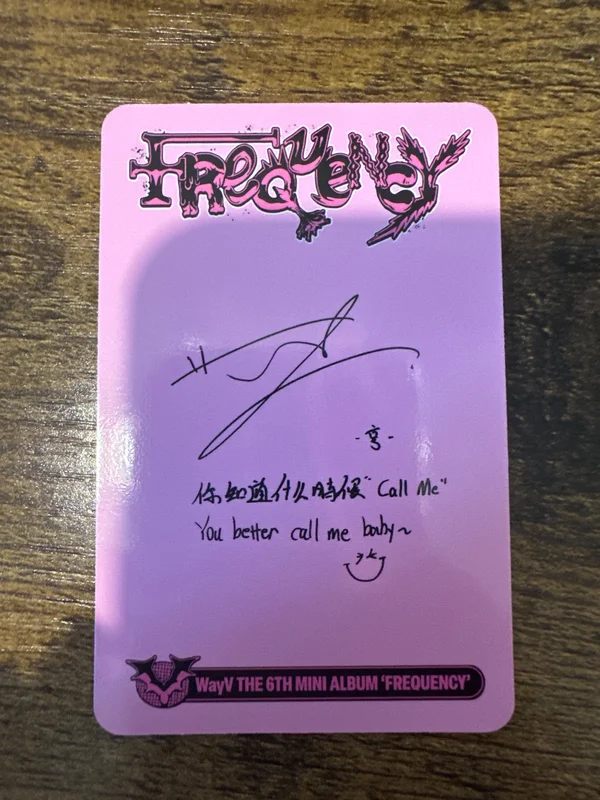 FREQUENCY
-亨-
你知道什么時候"Call Me"
You better call me baby~
WayV THE 6TH MINI ALBUM 'FREQUENCY'